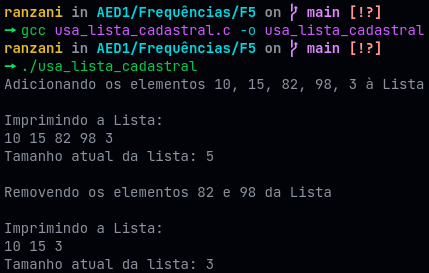 ranzani in AED1/Frequências/F5 on main [!?]
→ gcc usa_lista_cadastral.c -o usa_lista_cadastral
ranzani in AED1/Frequências/F5 on main [!?]
→ ./usa_lista_cadastral
Adicionando os elementos 10, 15, 82, 98, 3 à Lista
Imprimindo a Lista:
10 15 82 98 3
Tamanho atual da lista: 5
Removendo os elementos 82 e 98 da Lista
Imprimindo a Lista:
10 15 3
Tamanho atual da lista: 3